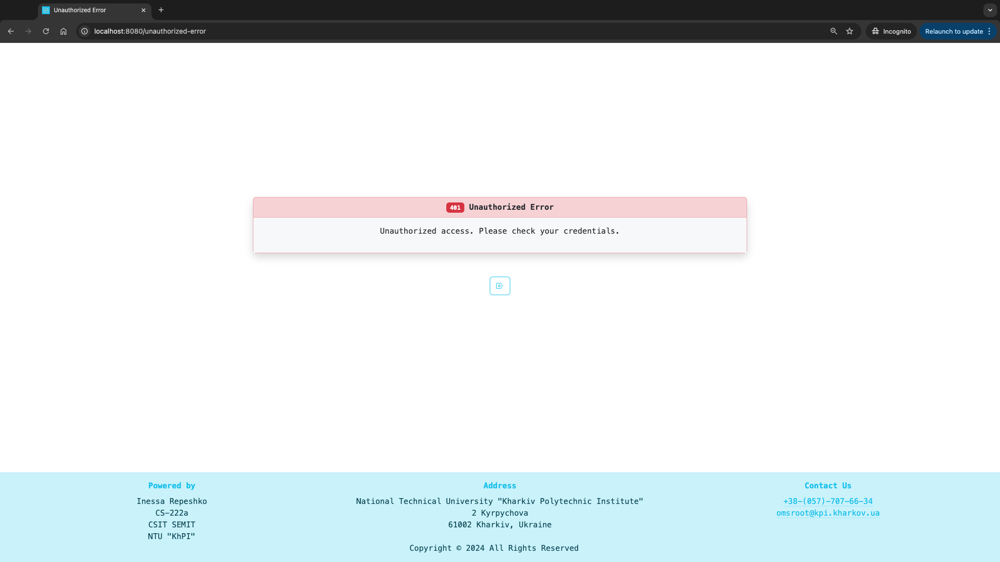 Unauthorized Error
localhost:8080/unauthorized-error
Incognito
Relaunch to update
401 Unauthorized Error
Unauthorized access. Please check your credentials.
Powered by
Inessa Repeshko
CS-222a
CSIT SEMIT
NTU "KhPI"
Address
National Technical University "Kharkiv Polytechnic Institute"
2 Kyrpychova
61002 Kharkiv, Ukraine
Contact Us
+38-(057)-707-66-34
omsroot@kpi.kharkov.ua
Copyright © 2024 All Rights Reserved